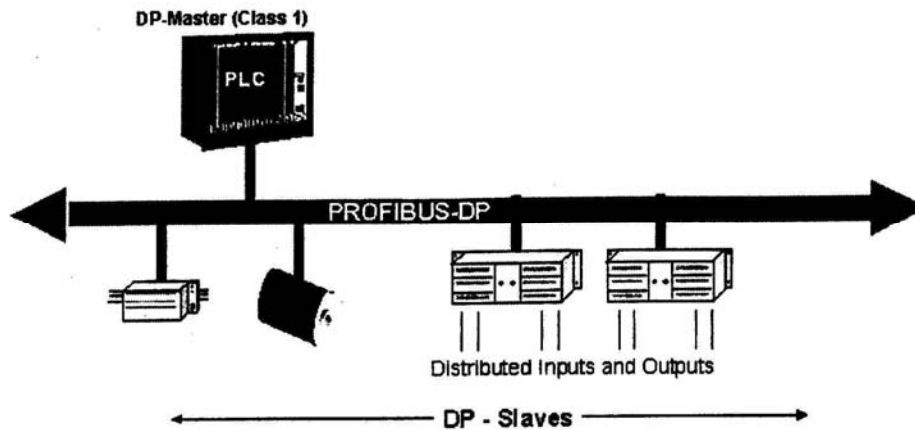 DP-Master (Class 1)
PLC
PROFIBUS-DP
Distributed Inputs and Outputs
DP - Slaves